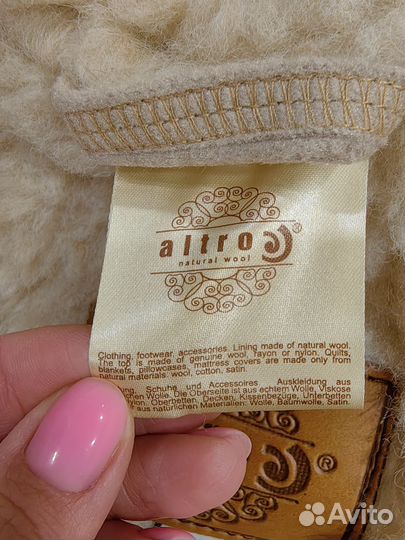 altro ®
natural wool
Clothing, footwear, accessories. Lining made of natural wool.
The top is made of genuine wool, rayon or nylon. Quilts,
blankets, pillowcases, mattress covers are made only from
natural materials: wool, cotton, satin.
Schuhe und Accessoires Auskleidung aus
Wolle. Die Oberseite ist aus echtem Wolle, Viskose
Oberbetten, Decken, Kissenbezüge, Unterbetten
aus natürlichen Materialen: Wolle, Baumwolle, Satin.
®
Avito